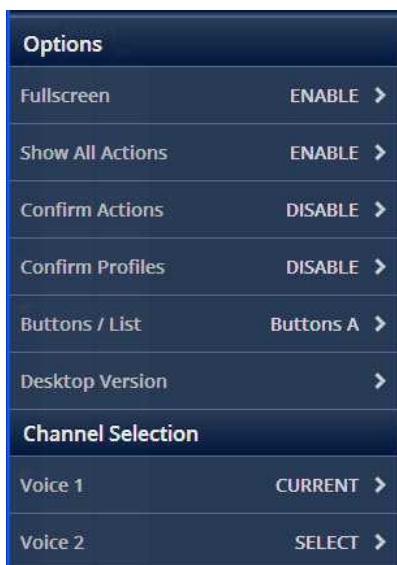 Options
Fullscreen ENABLE
Show All Actions ENABLE
Confirm Actions DISABLE
Confirm Profiles DISABLE
Buttons / List Buttons A
Desktop Version
Channel Selection
Voice 1 CURRENT
Voice 2 SELECT